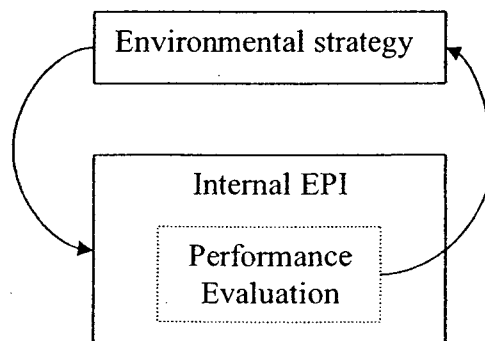 Environmental strategy
Internal EPI
Performance
Evaluation